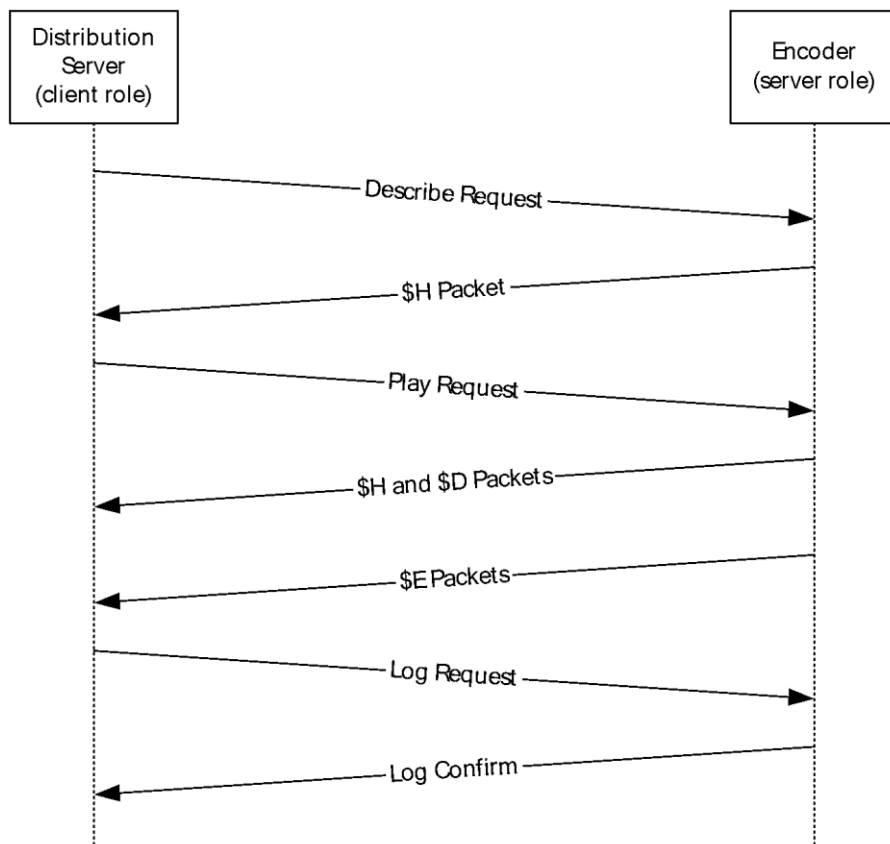 Distribution
Server
(client role)
Encoder
(server role)
Describe Request
$H Packet
Play Request
$H and $D Packets
$E Packets
Log Request
Log Confirm